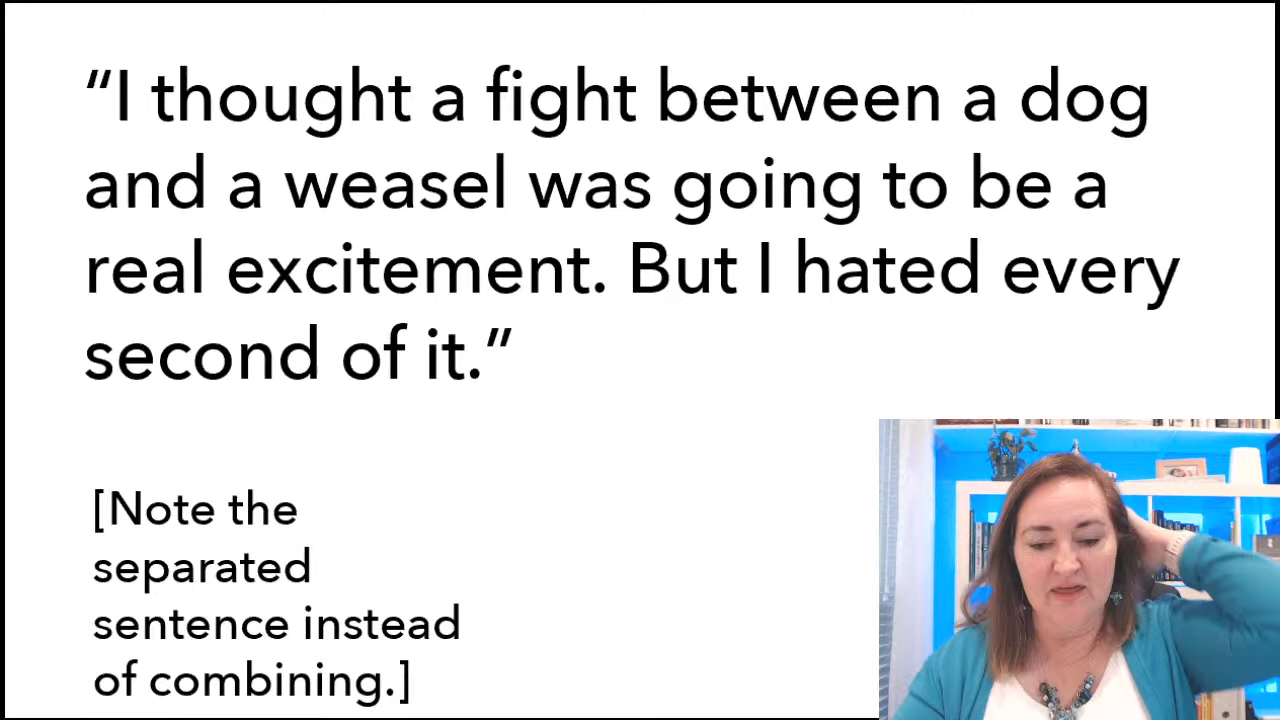 “I thought a fight between a dog
and a weasel was going to be a
real excitement. But I hated every
second of it.”
[Note the
separated
sentence instead
of combining.]